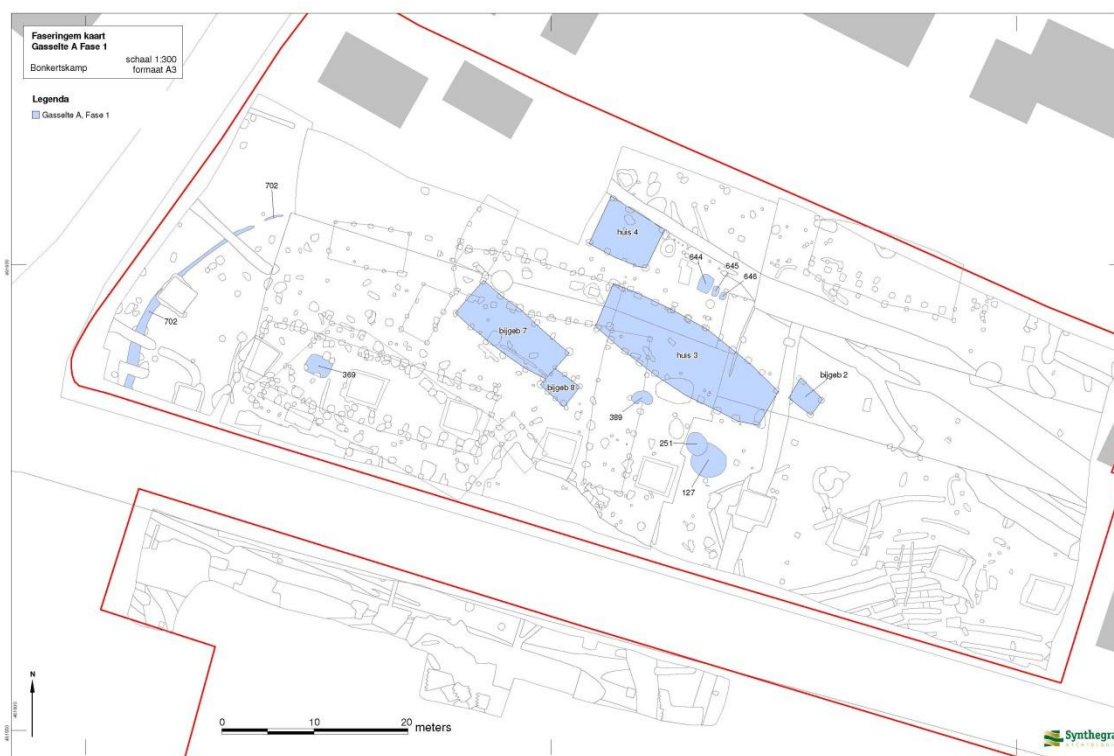 Faseringem kaart
Gasselte A Fase 1
schaal 1:300
Bonkertskamp formaat A3
Legenda
Gasselte A, Fase 1
702
702
369
bijgeb 7
bijgeb 8
huis 4
644
645
646
huis 3
bijgeb 2
389
251
127
N
0 10 20 meters
Synthegra